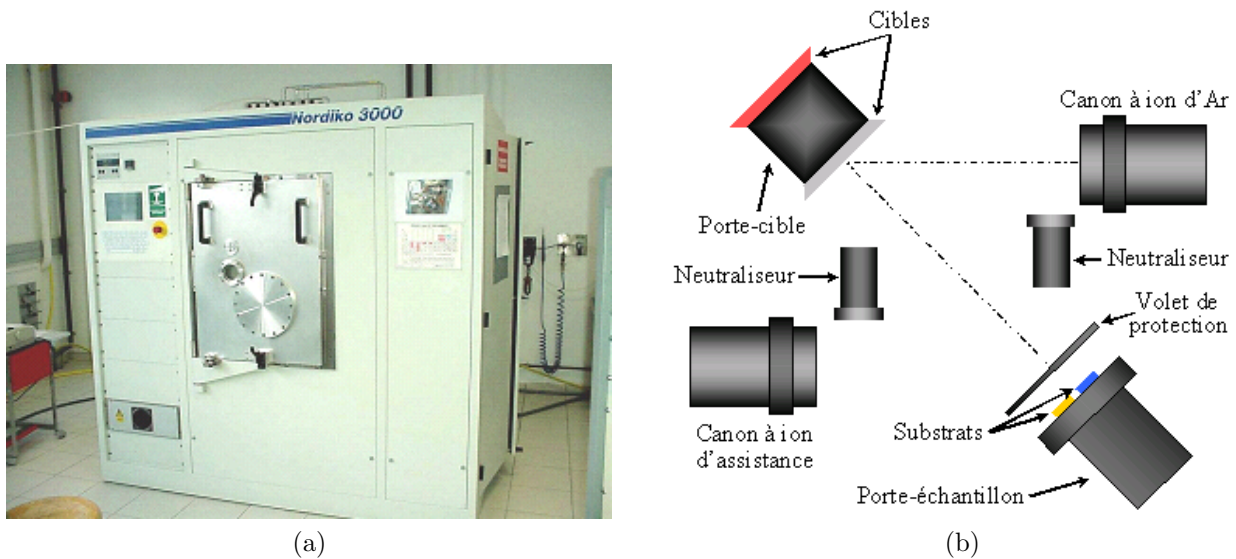 Nordiko 3000
Cibles
Canon à ion d'Ar
Porte-cible
Neutraliseur
Neutraliseur
Volet de
protection
Canon à ion
d'assistance
Substrats
Porte-échantillon
(a)
(b)